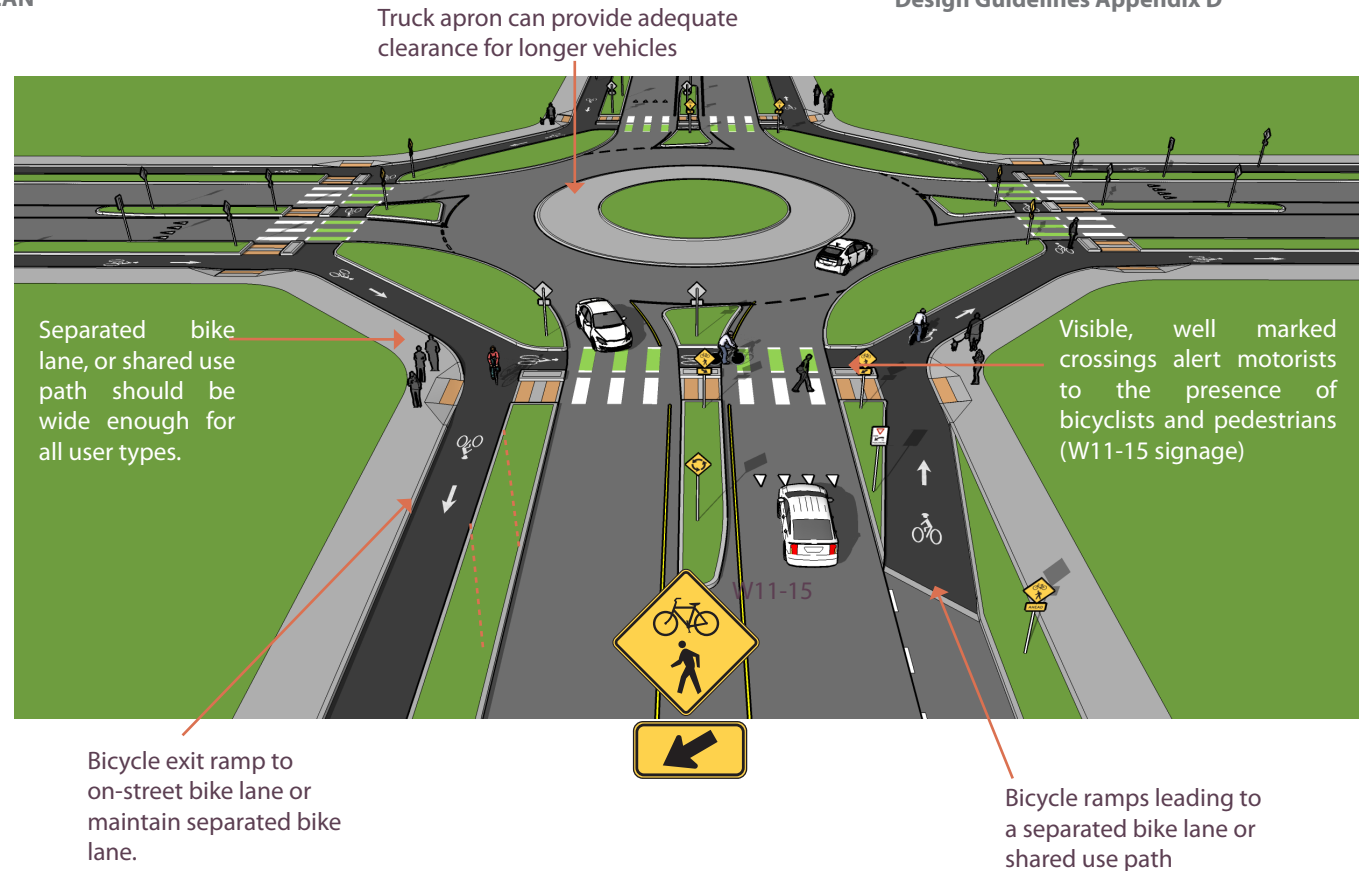 Design Guidelines Appendix D
Truck apron can provide adequate
clearance for longer vehicles
Separated bike
lane, or shared use
path should be
wide enough for
all user types.
Visible, well marked
crossings alert motorists
to the presence of
bicyclists and pedestrians
(W11-15 signage)
W11-15
AHEAD
Bicycle exit ramp to
on-street bike lane or
maintain separated bike
lane.
Bicycle ramps leading to
a separated bike lane or
shared use path